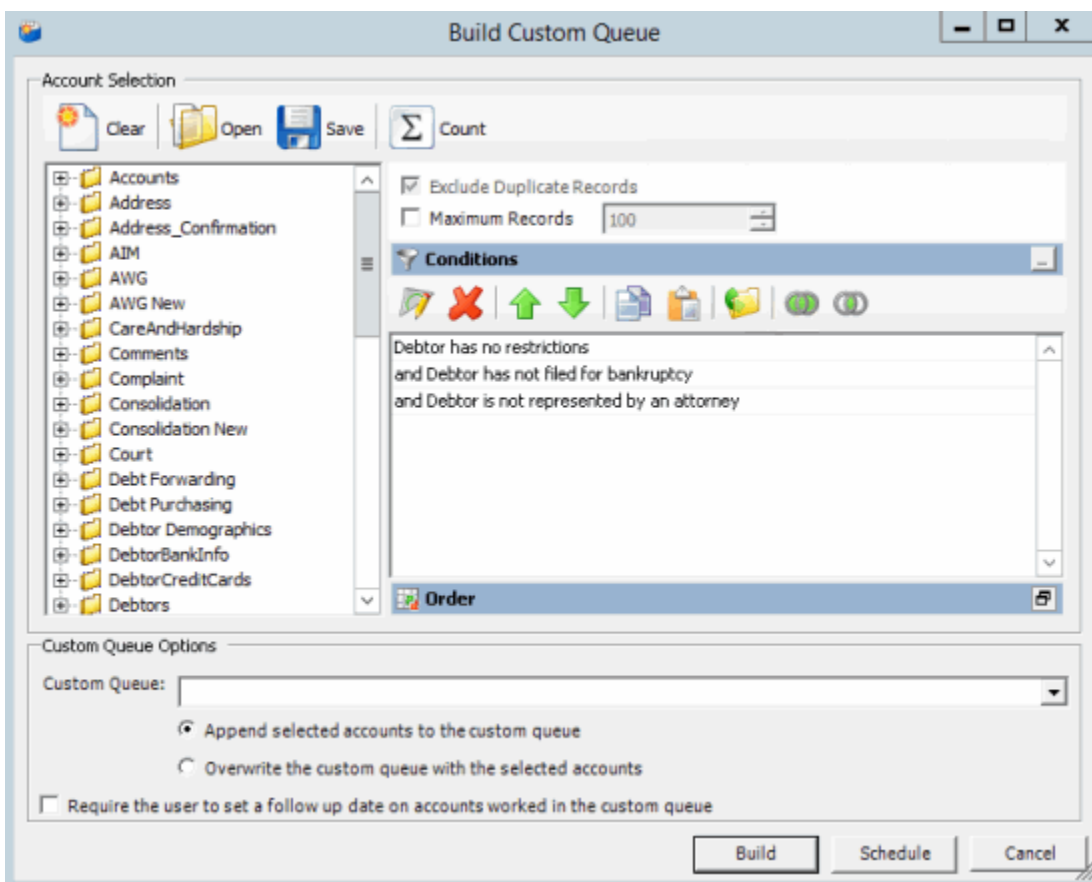 Build Custom Queue
Account Selection
Clear
Open
Save
Σ Count
Accounts
Address
Address_Confirmation
AIM
AWG
AWG New
CareAndHardship
Comments
Complaint
Consolidation
Consolidation New
Court
Debt Forwarding
Debt Purchasing
Debtor Demographics
DebtorBankInfo
DebtorCreditCards
Debtors
Exclude Duplicate Records
Maximum Records 100
Conditions
...
Debtor has no restrictions
and Debtor has not filed for bankruptcy
and Debtor is not represented by an attorney
Order
Custom Queue Options
Custom Queue:
Append selected accounts to the custom queue
Overwrite the custom queue with the selected accounts
Require the user to set a follow up date on accounts worked in the custom queue
Build
Schedule
Cancel